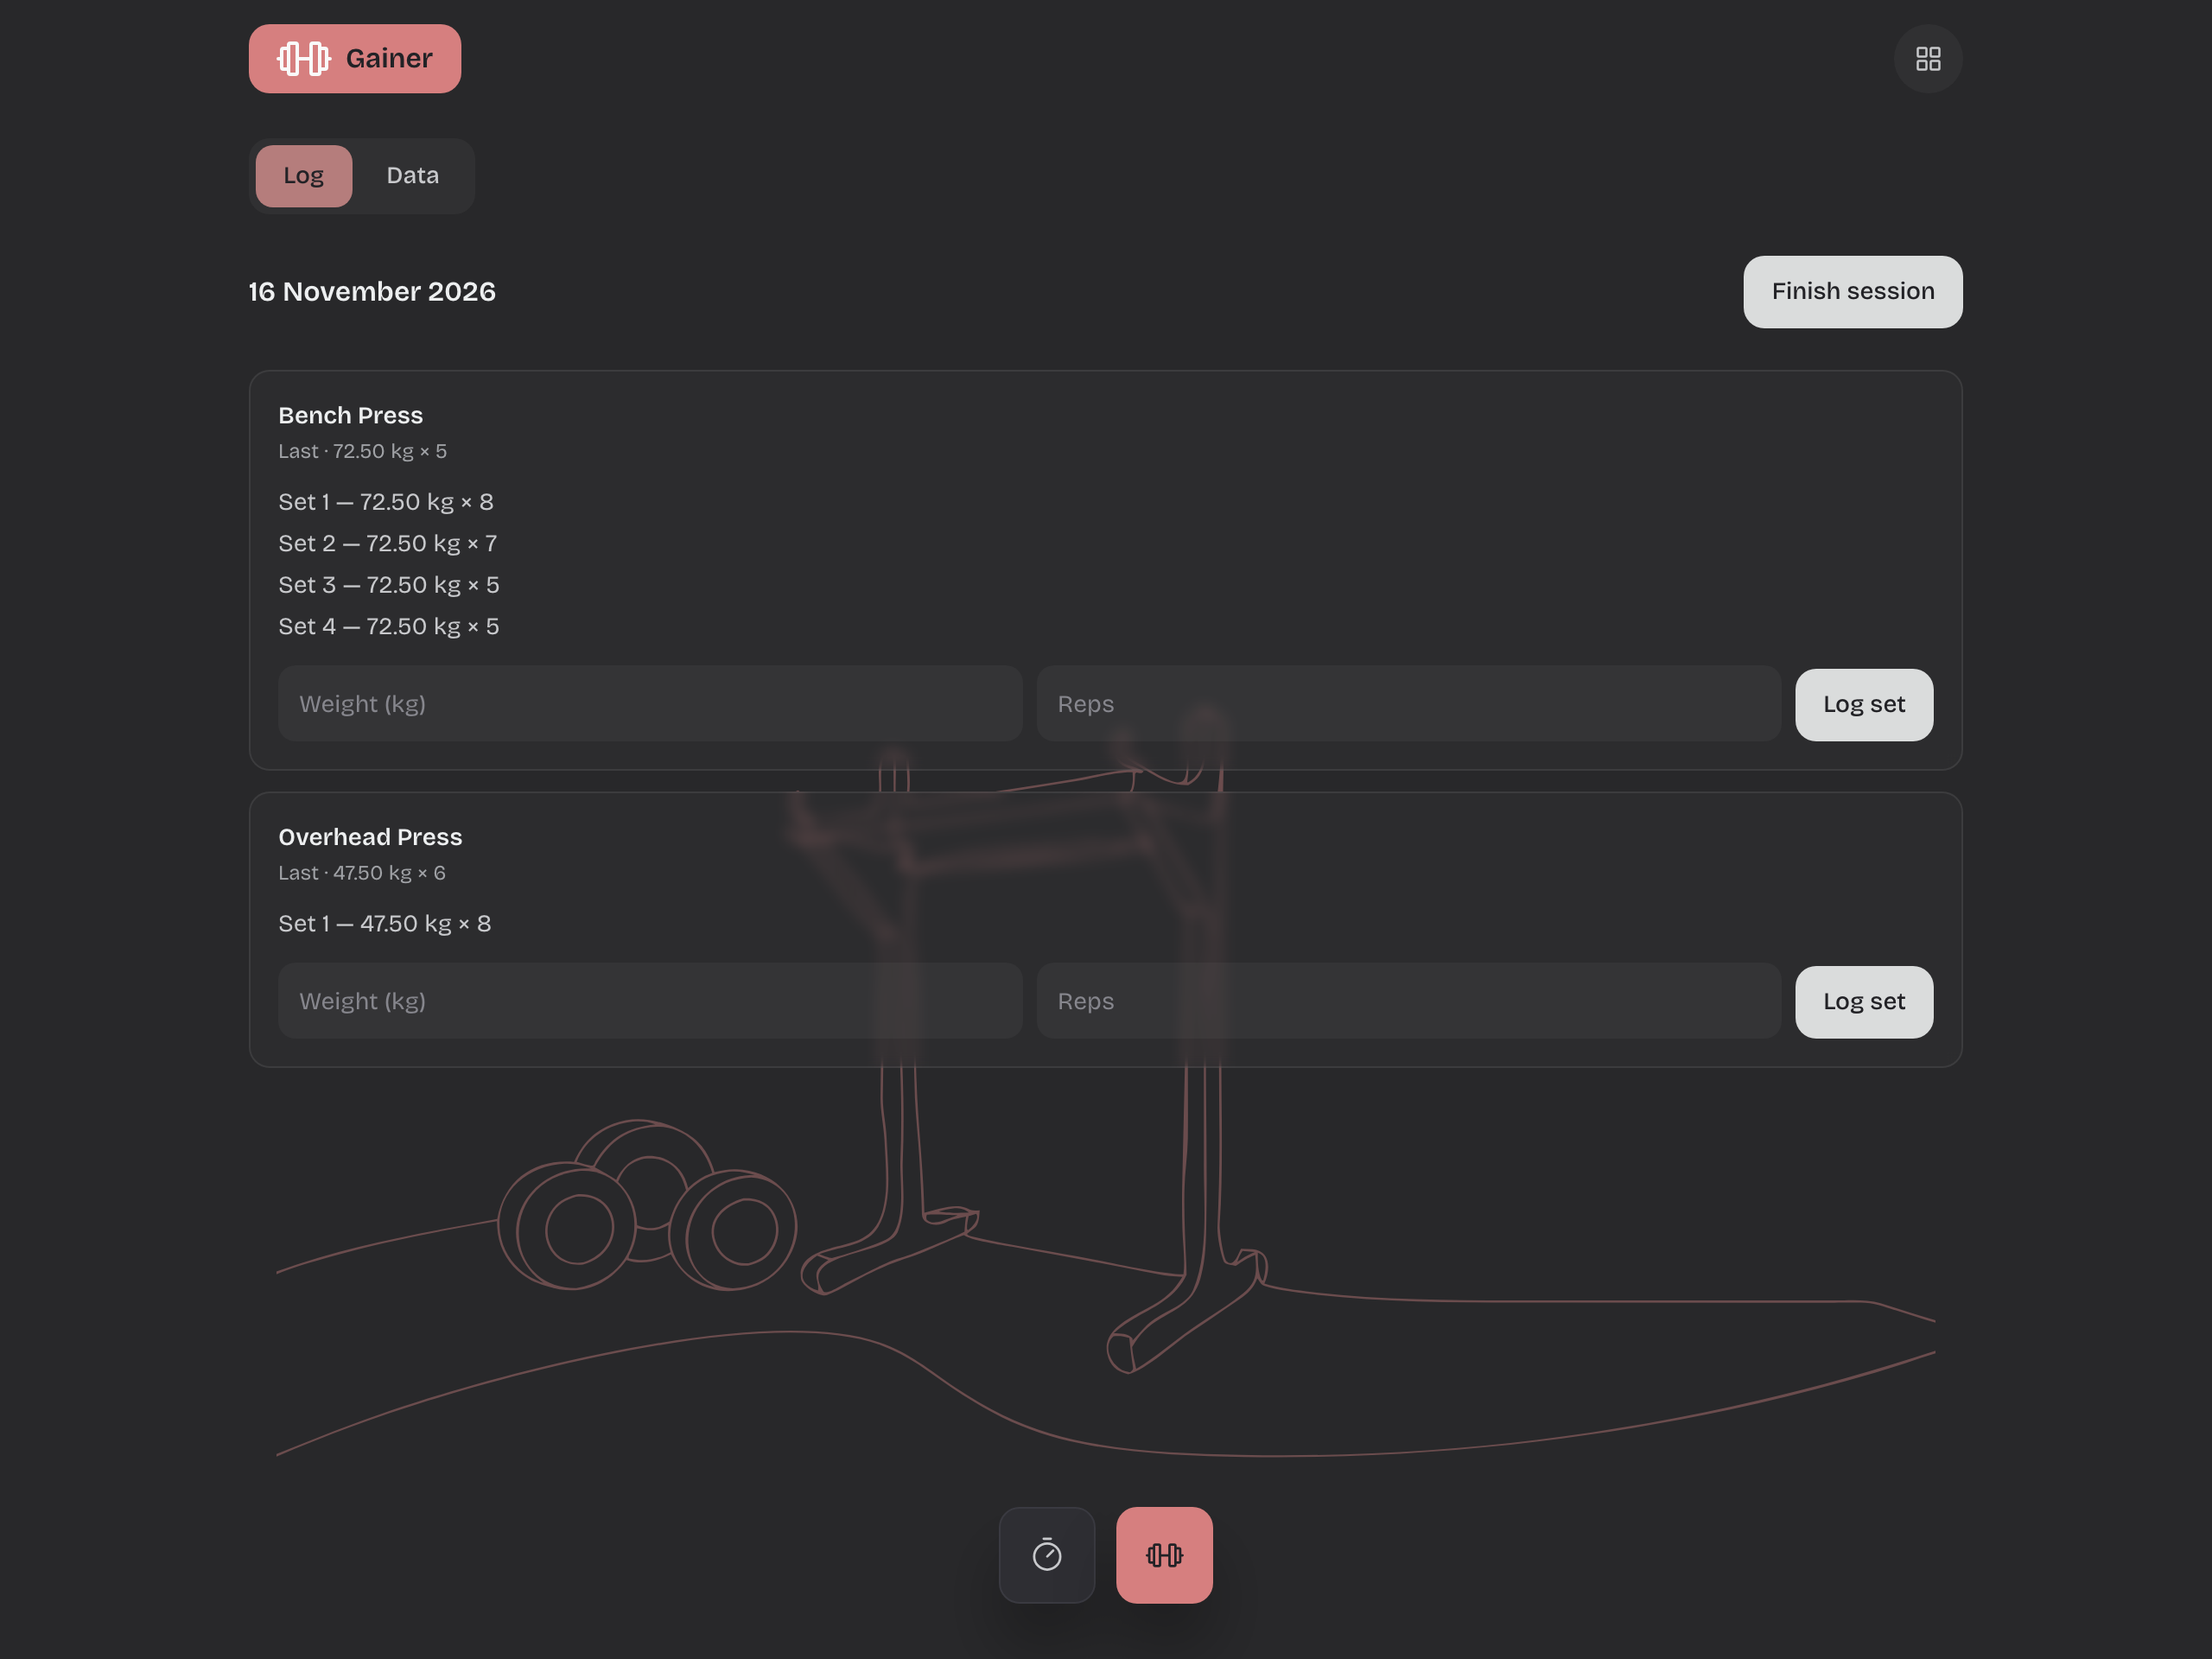 Gainer
Log
Data
16 November 2026
Finish session
Bench Press
Last · 72.50 kg × 5
Set 1 — 72.50 kg × 8
Set 2 — 72.50 kg × 7
Set 3 — 72.50 kg × 5
Set 4 — 72.50 kg × 5
Weight (kg)
Reps
Log set
Overhead Press
Last · 47.50 kg × 6
Set 1 — 47.50 kg × 8
Weight (kg)
Reps
Log set